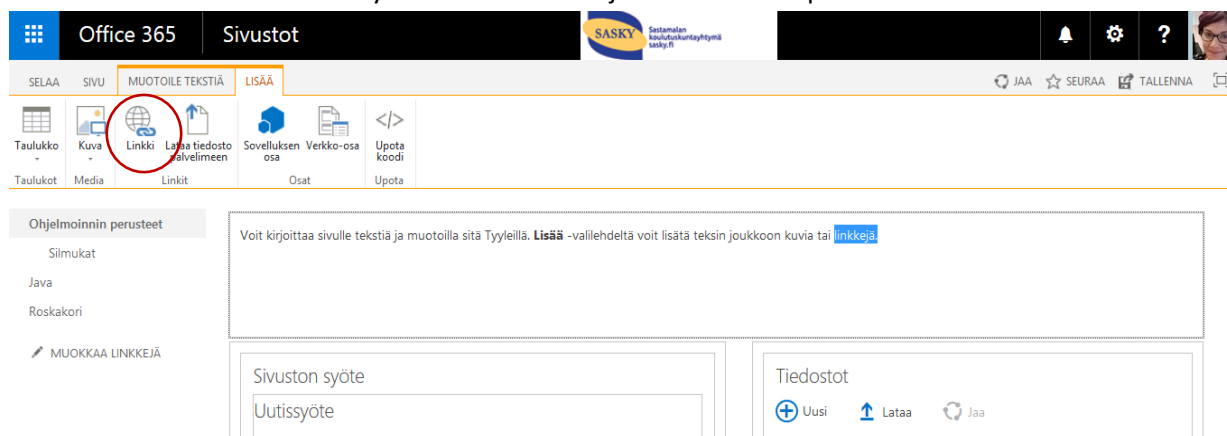 Office 365 Sivustot SASKY Sastamalan koulutuskuntayhtymä sasky.fi ?
SELAA SIVU MUOTOILE TEKSTIÄ LISÄÄ JAA SEURAA TALLENNA
Taulukko Kuva Linkki Lataa tiedosto palvelimeen Sovelluksen osa Verkko-osa </> Upota koodi
Taulukot Media Linkit Osat Upota
Ohjelmoinnin perusteet
Silmukat
Java
Roskakori
MUOKKAA LINKKEJÄ
Voit kirjoittaa sivulle tekstiä ja muotoilla sitä Tyyleillä. Lisää -valilehdeltä voit lisätä teksin joukkoon kuvia tai linkkejä.
Sivuston syöte
Uutissyöte
Tiedostot
Uusi Lataa Jaa